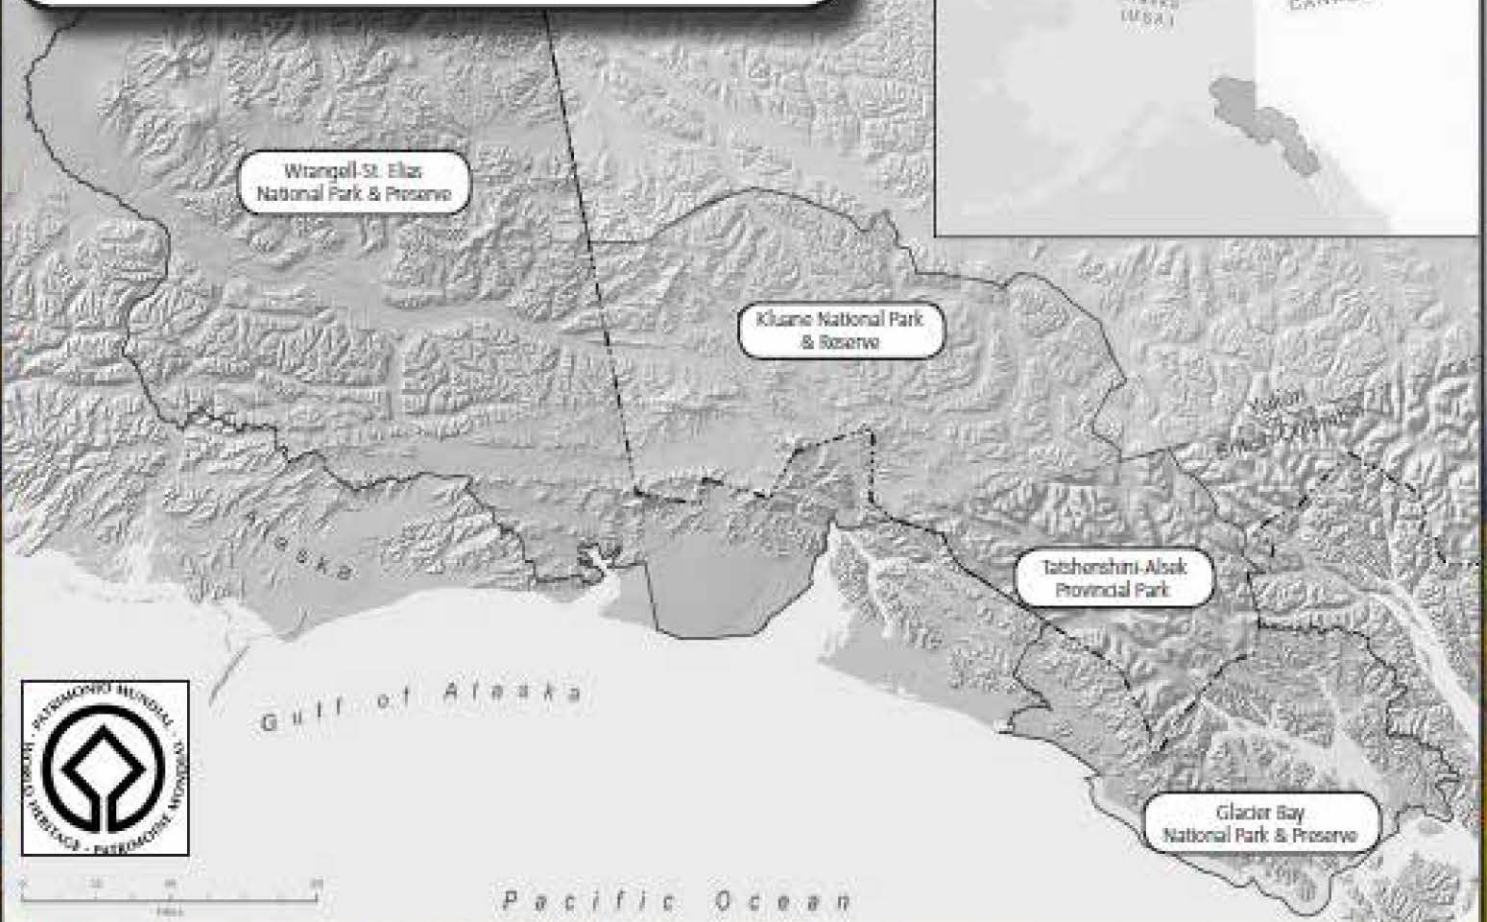 (USA)
Wrangell-St. Elias
National Park & Preserve
Kluane National Park
& Reserve
Yukon
British Columbia
Alaska
Tatshenshini-Alsek
Provincial Park
Gulf of Alaska
PATRIMONIO MUNDIAL
WORLD HERITAGE
PATRIMOINE MONDIAL
Glacier Bay
National Park & Preserve
Pacific Ocean